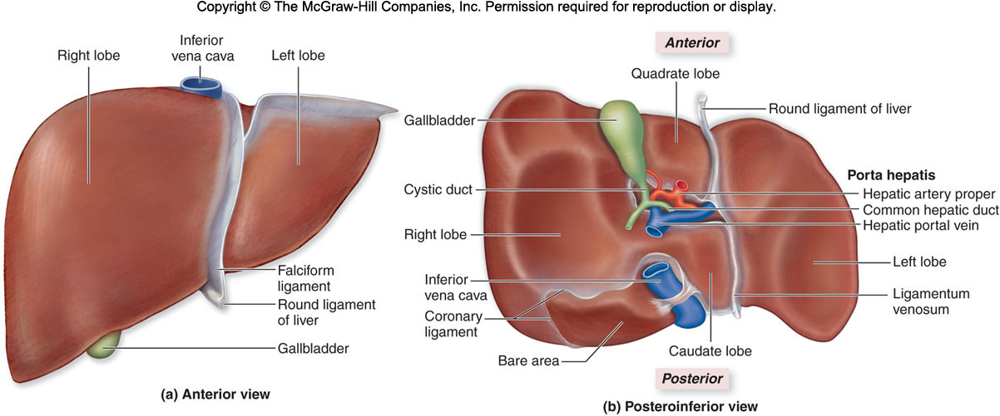 Copyright © The McGraw-Hill Companies, Inc. Permission required for reproduction or display.
Right lobe
Inferior
vena cava
Left lobe
Falciform
ligament
Round ligament
of liver
Gallbladder
(a) Anterior view
Anterior
Quadrate lobe
Round ligament of liver
Gallbladder
Cystic duct
Right lobe
Inferior
vena cava
Coronary
ligament
Bare area
Porta hepatis
Hepatic artery proper
Common hepatic duct
Hepatic portal vein
Left lobe
Ligamentum
venosum
Caudate lobe
Posterior
(b) Posteroinferior view